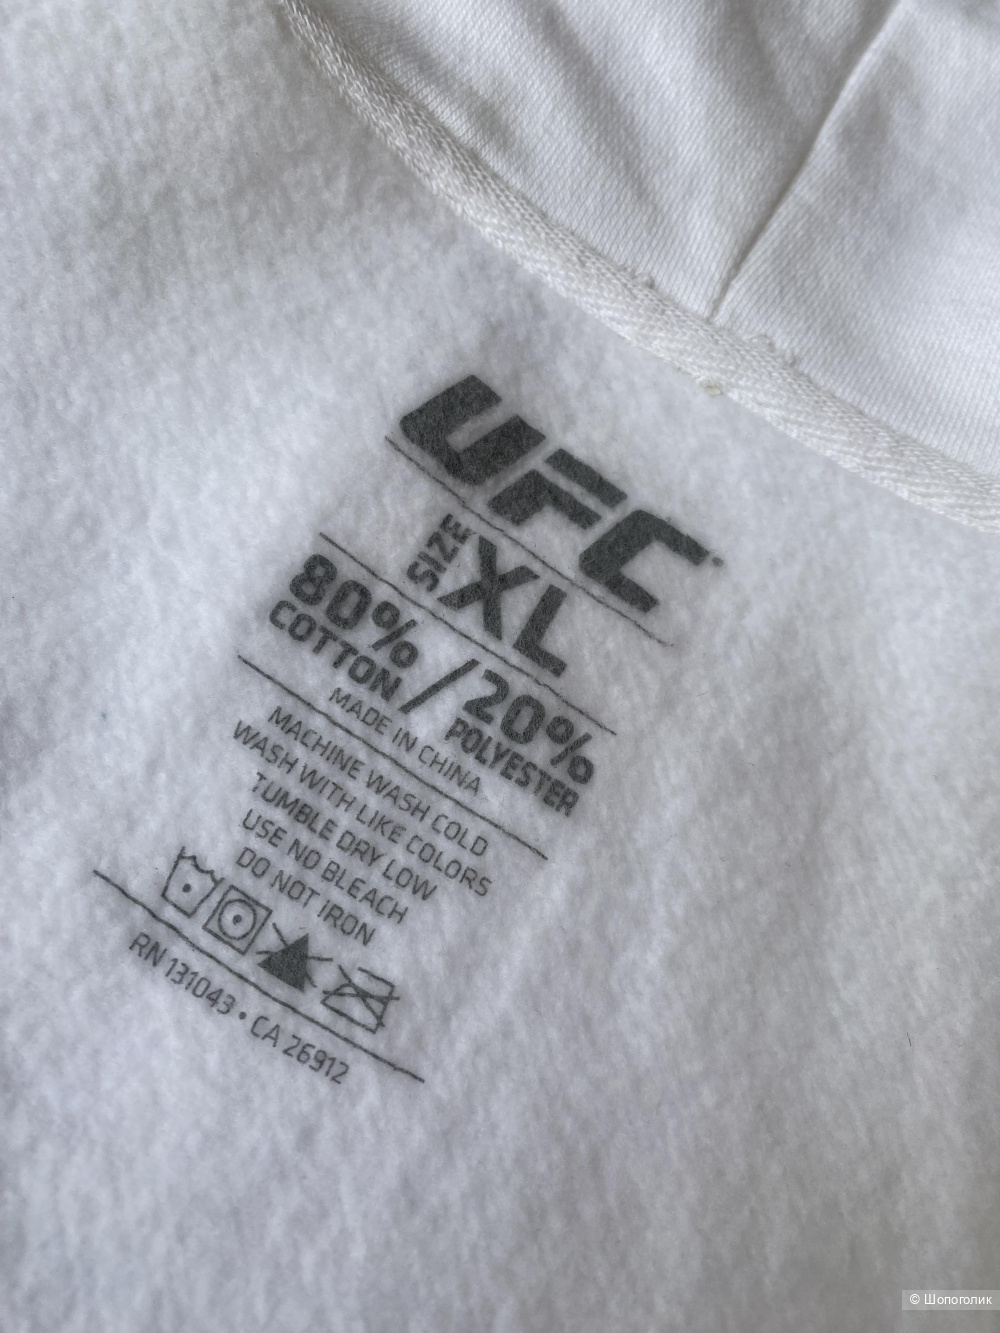 UFC
SIZE XL
80% COTTON / 20% POLYESTER
MADE IN CHINA
MACHINE WASH COLD
WASH WITH LIKE COLORS
TUMBLE DRY LOW
USE NO BLEACH
DO NOT IRON
RN 131043 • CA 26912
© Шопоголик